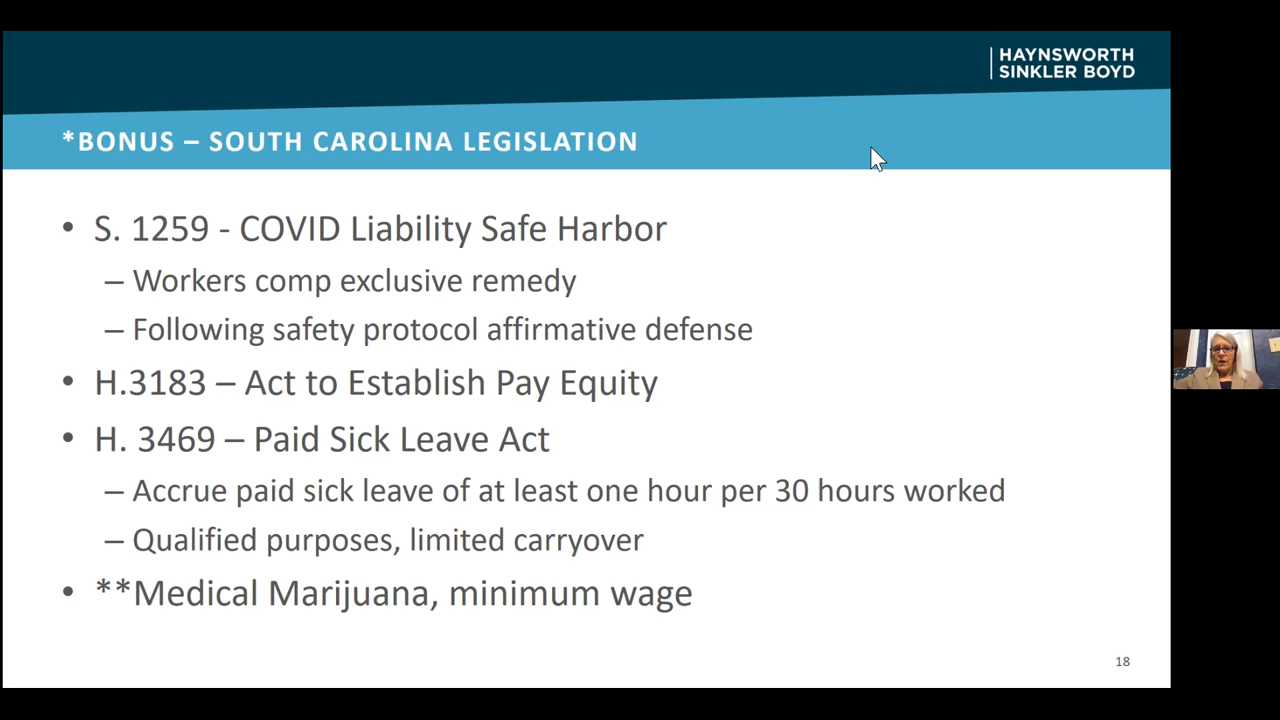 HAYNSWORTH
SINKLER BOYD
*BONUS – SOUTH CAROLINA LEGISLATION
• S. 1259 - COVID Liability Safe Harbor
– Workers comp exclusive remedy
– Following safety protocol affirmative defense
• H.3183 – Act to Establish Pay Equity
• H. 3469 – Paid Sick Leave Act
– Accrue paid sick leave of at least one hour per 30 hours worked
– Qualified purposes, limited carryover
• **Medical Marijuana, minimum wage
18